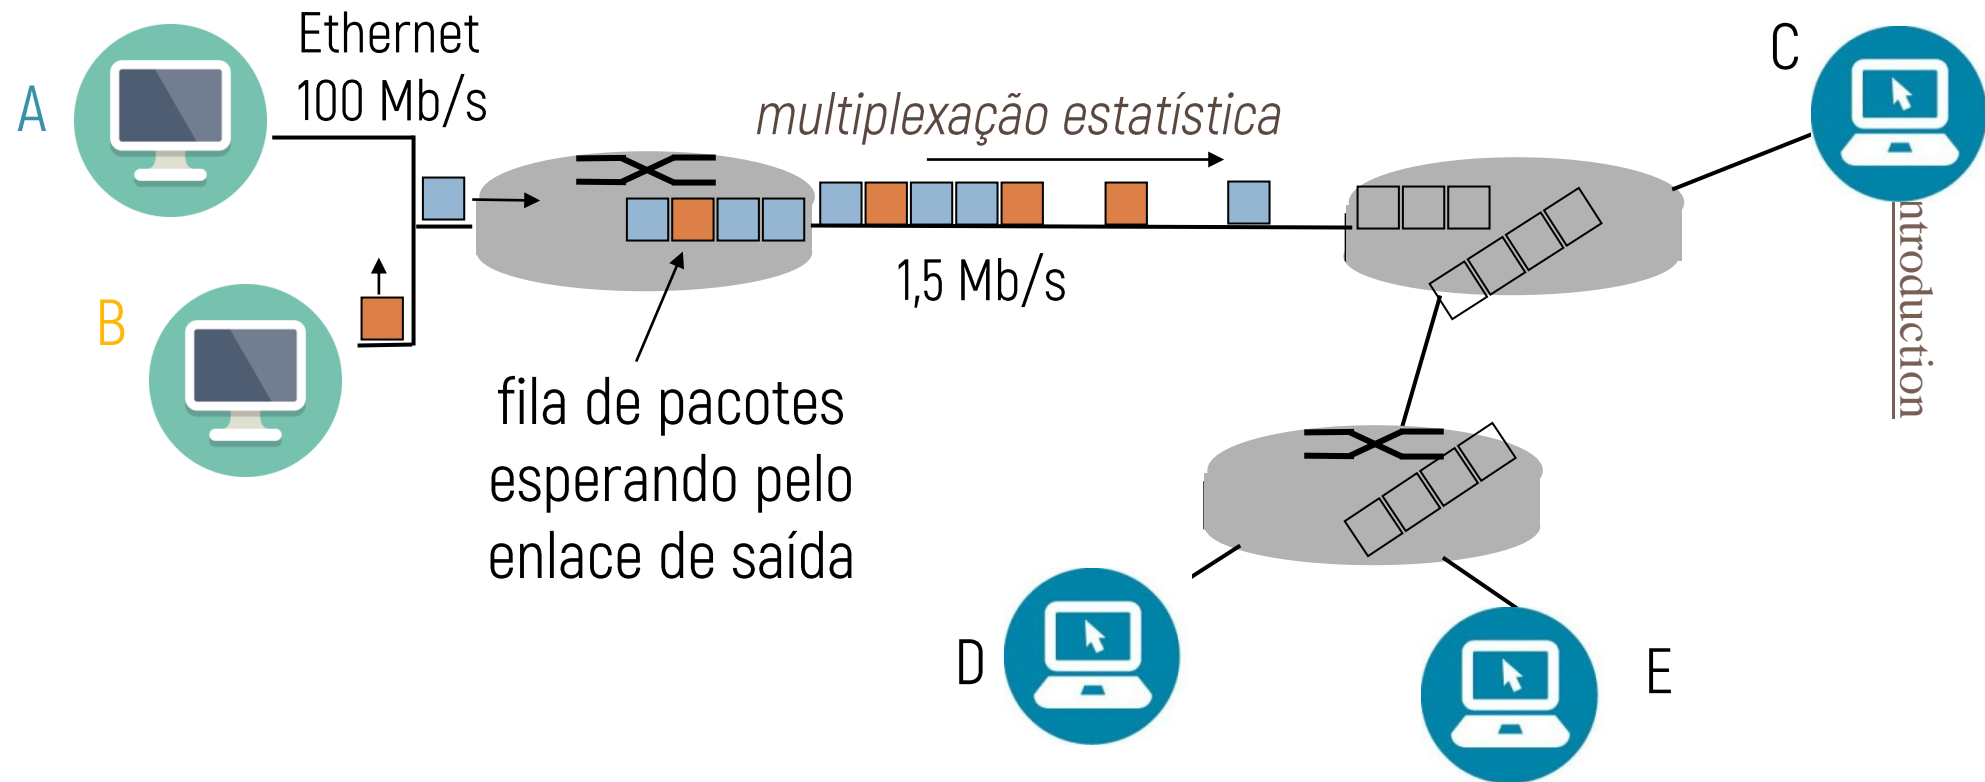 Ethernet
100 Mb/s
A
B
multiplexação estatística
1,5 Mb/s
fila de pacotes
esperando pelo
enlace de saída
C
D
E
ntroduction